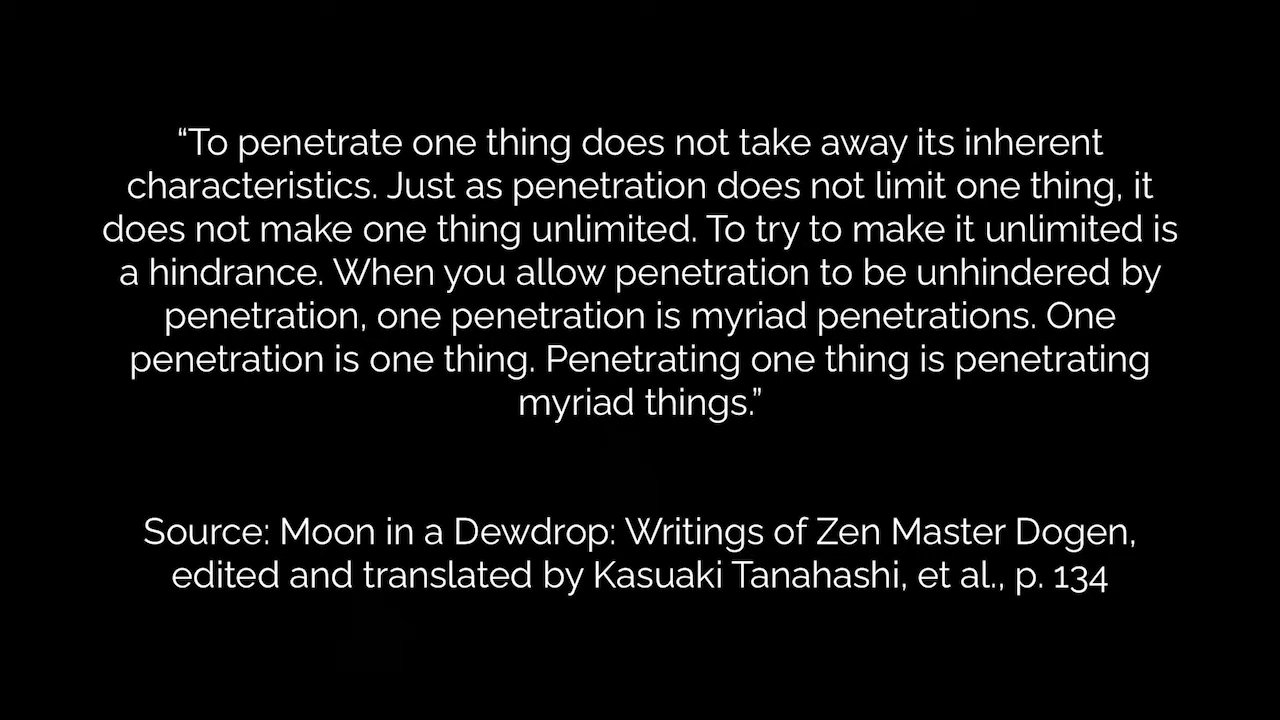 “To penetrate one thing does not take away its inherent
characteristics. Just as penetration does not limit one thing, it
does not make one thing unlimited. To try to make it unlimited is
a hindrance. When you allow penetration to be unhindered by
penetration, one penetration is myriad penetrations. One
penetration is one thing. Penetrating one thing is penetrating
myriad things.”
Source: Moon in a Dewdrop: Writings of Zen Master Dogen,
edited and translated by Kasuaki Tanahashi, et al., p. 134